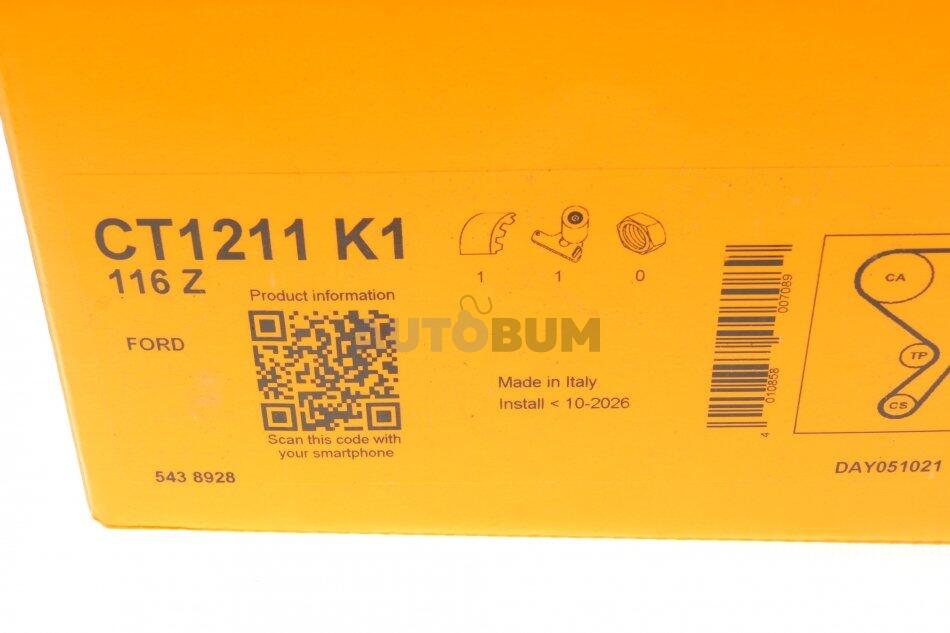 CT1211 K1
116 Z
1 1 0
Product information
FORD
AUTOBUM
Made in Italy
Install < 10-2026
Scan this code with
your smartphone
543 8928
4 010858 007089
CA
TP
CS
DAY051021